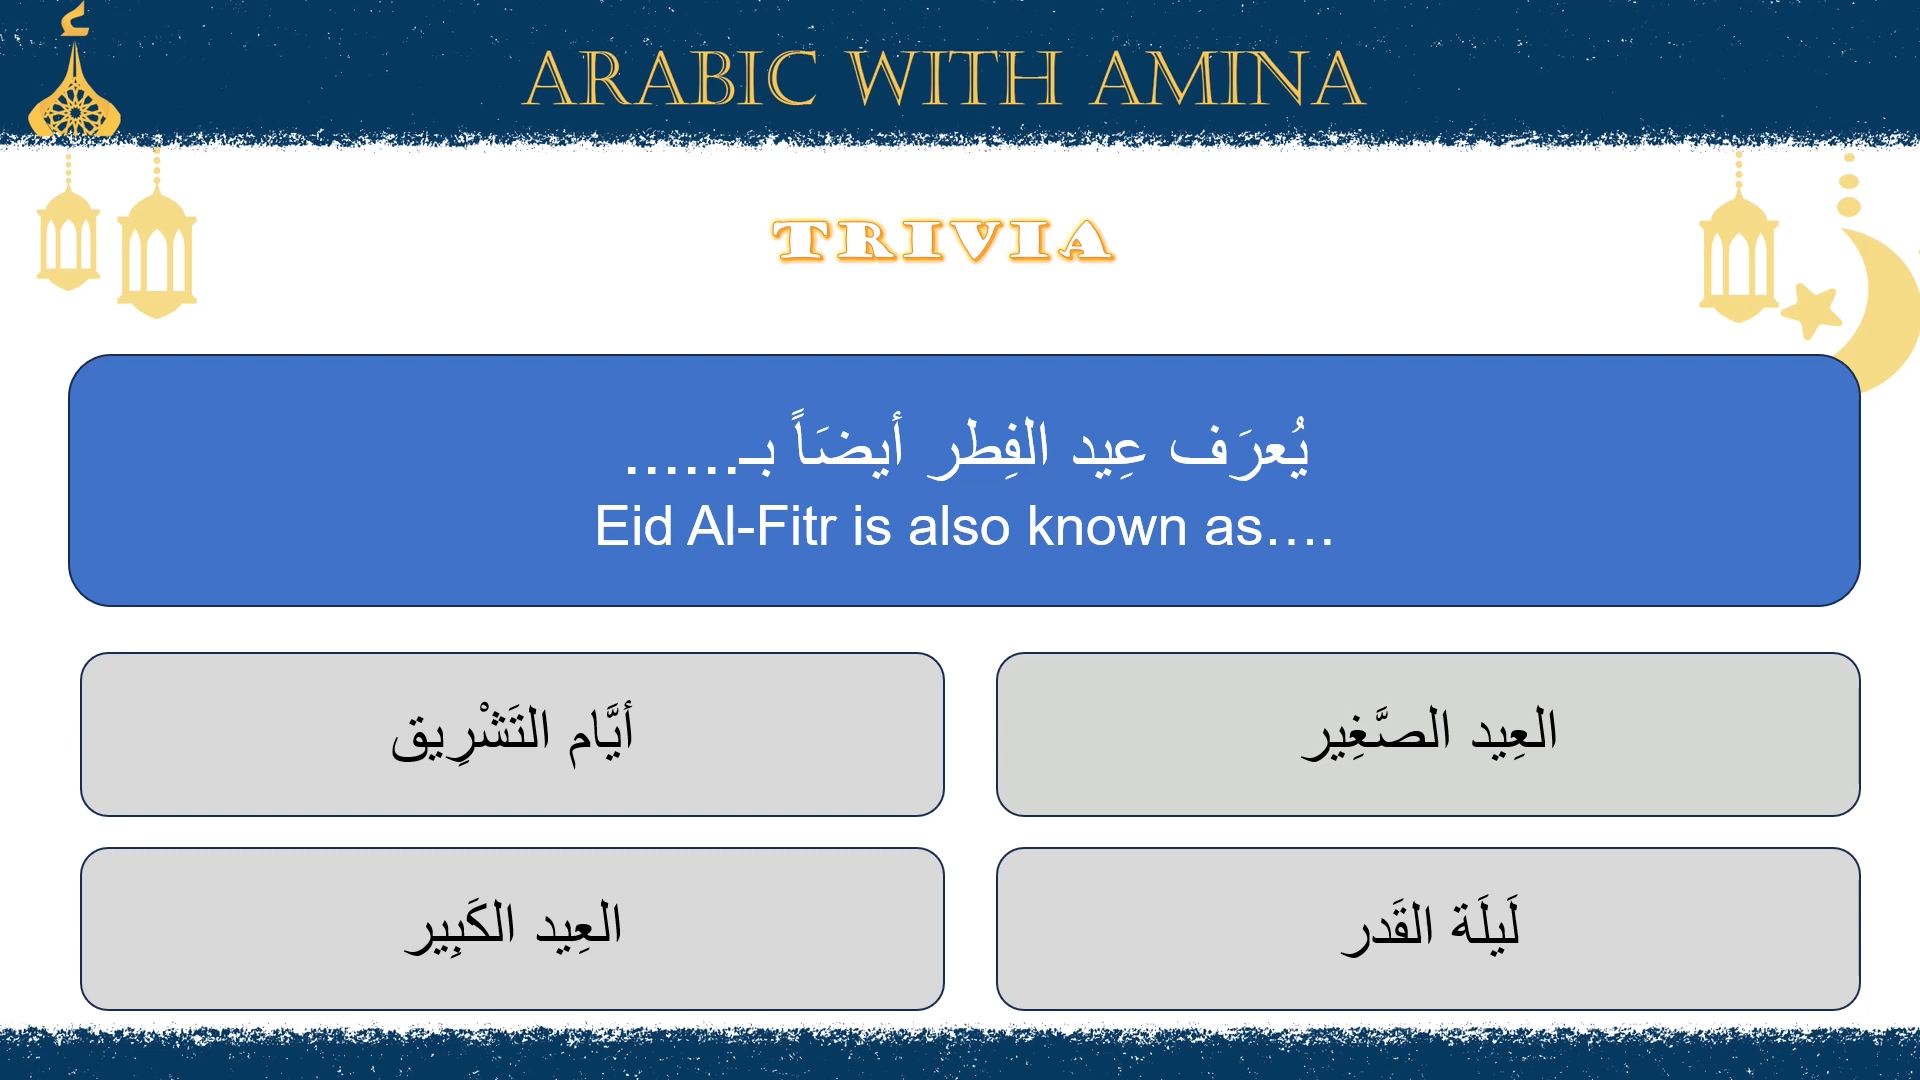 ARABIC WITH AMINA
TRIVIA
يُعرَف عِيد الفِطر أيضَاً بـ......
Eid Al-Fitr is also known as....
العِيد الصَّغِير
أيَّام التَشْرِيق
لَيلَة القَدر
العِيد الكَبِير